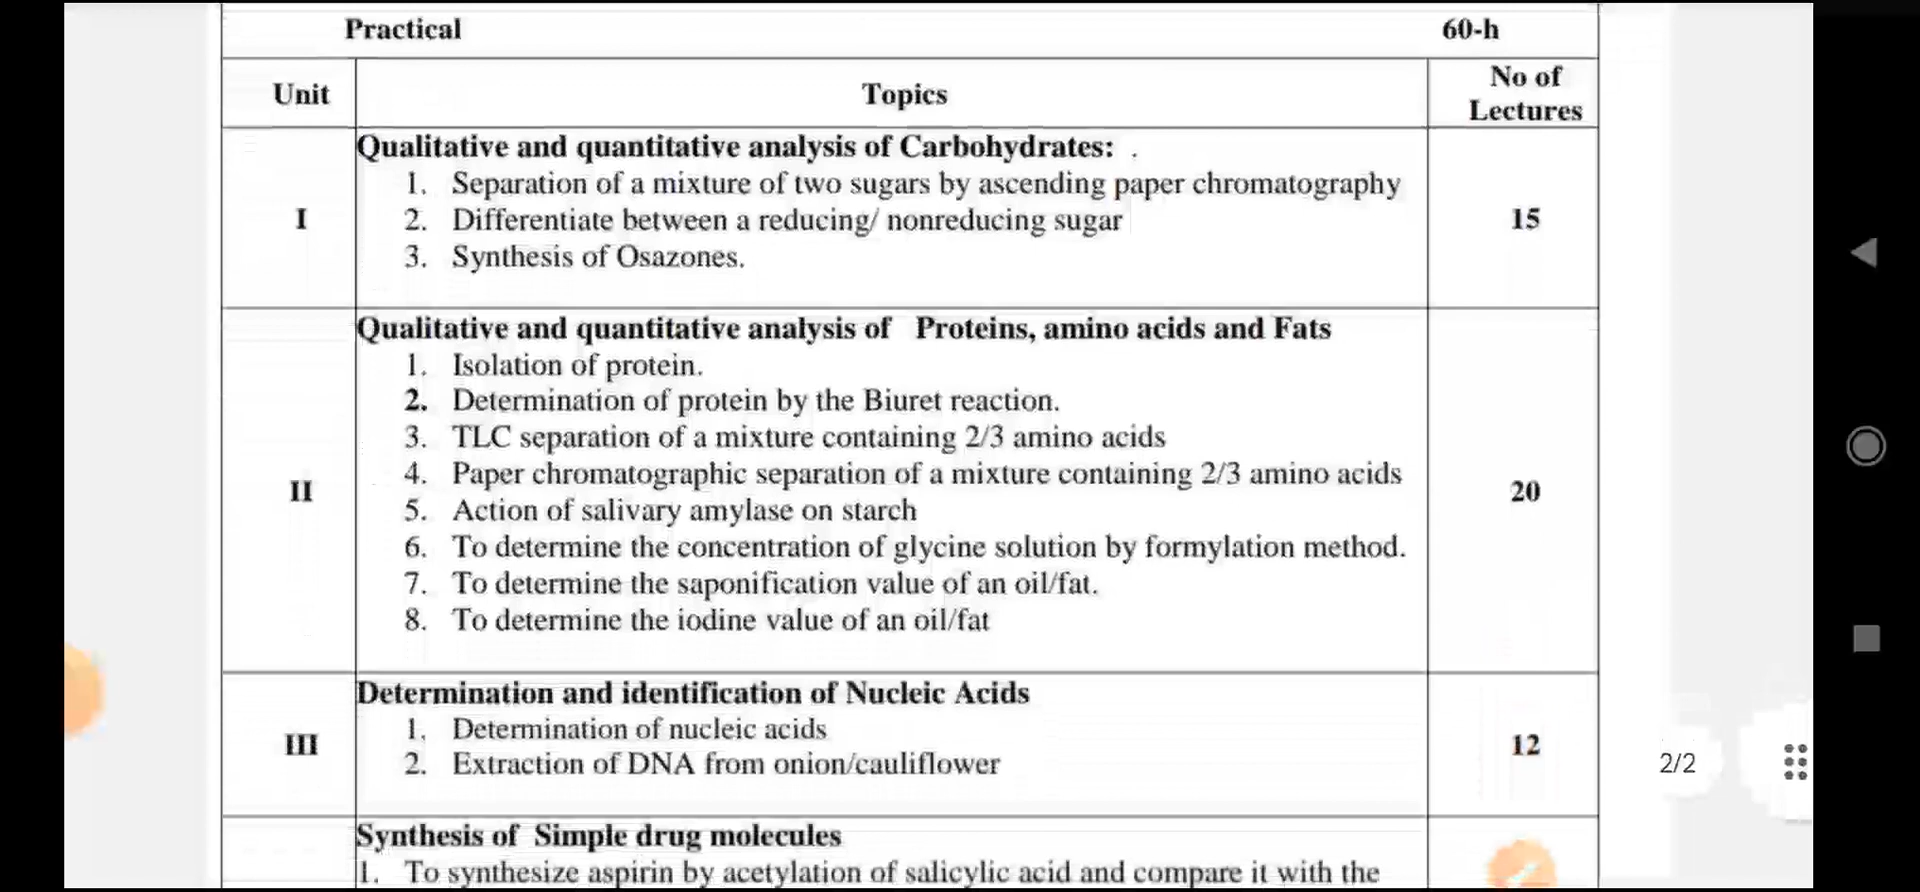 Practical 60-h
Unit Topics No of Lectures
Qualitative and quantitative analysis of Carbohydrates: .
1. Separation of a mixture of two sugars by ascending paper chromatography
I 2. Differentiate between a reducing/ nonreducing sugar 15
3. Synthesis of Osazones.
Qualitative and quantitative analysis of Proteins, amino acids and Fats
1. Isolation of protein.
2. Determination of protein by the Biuret reaction.
3. TLC separation of a mixture containing 2/3 amino acids
4. Paper chromatographic separation of a mixture containing 2/3 amino acids
II 20
5. Action of salivary amylase on starch
6. To determine the concentration of glycine solution by formylation method.
7. To determine the saponification value of an oil/fat.
8. To determine the iodine value of an oil/fat
Determination and identification of Nucleic Acids
1. Determination of nucleic acids
III 12
2. Extraction of DNA from onion/cauliflower
2/2
Synthesis of Simple drug molecules
1. To synthesize aspirin by acetylation of salicylic acid and compare it with the